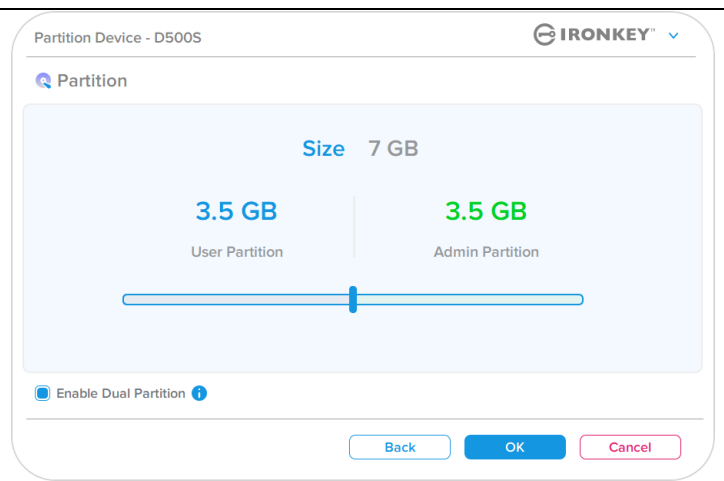 Partition Device - D500S
IRONKEY™
Partition
Size 7 GB
3.5 GB 3.5 GB
User Partition Admin Partition
Enable Dual Partition i
Back OK Cancel